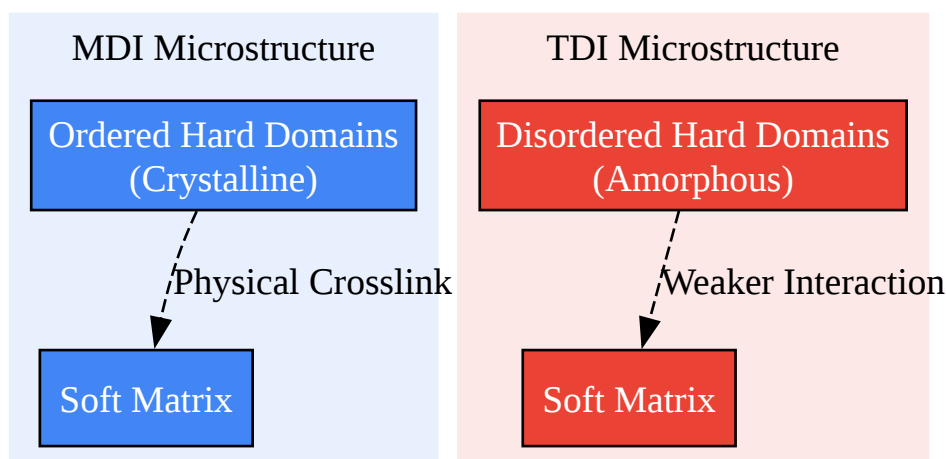 MDI Microstructure
Ordered Hard Domains
(Crystalline)
Physical Crosslink
Soft Matrix
TDI Microstructure
Disordered Hard Domains
(Amorphous)
Weaker Interaction
Soft Matrix